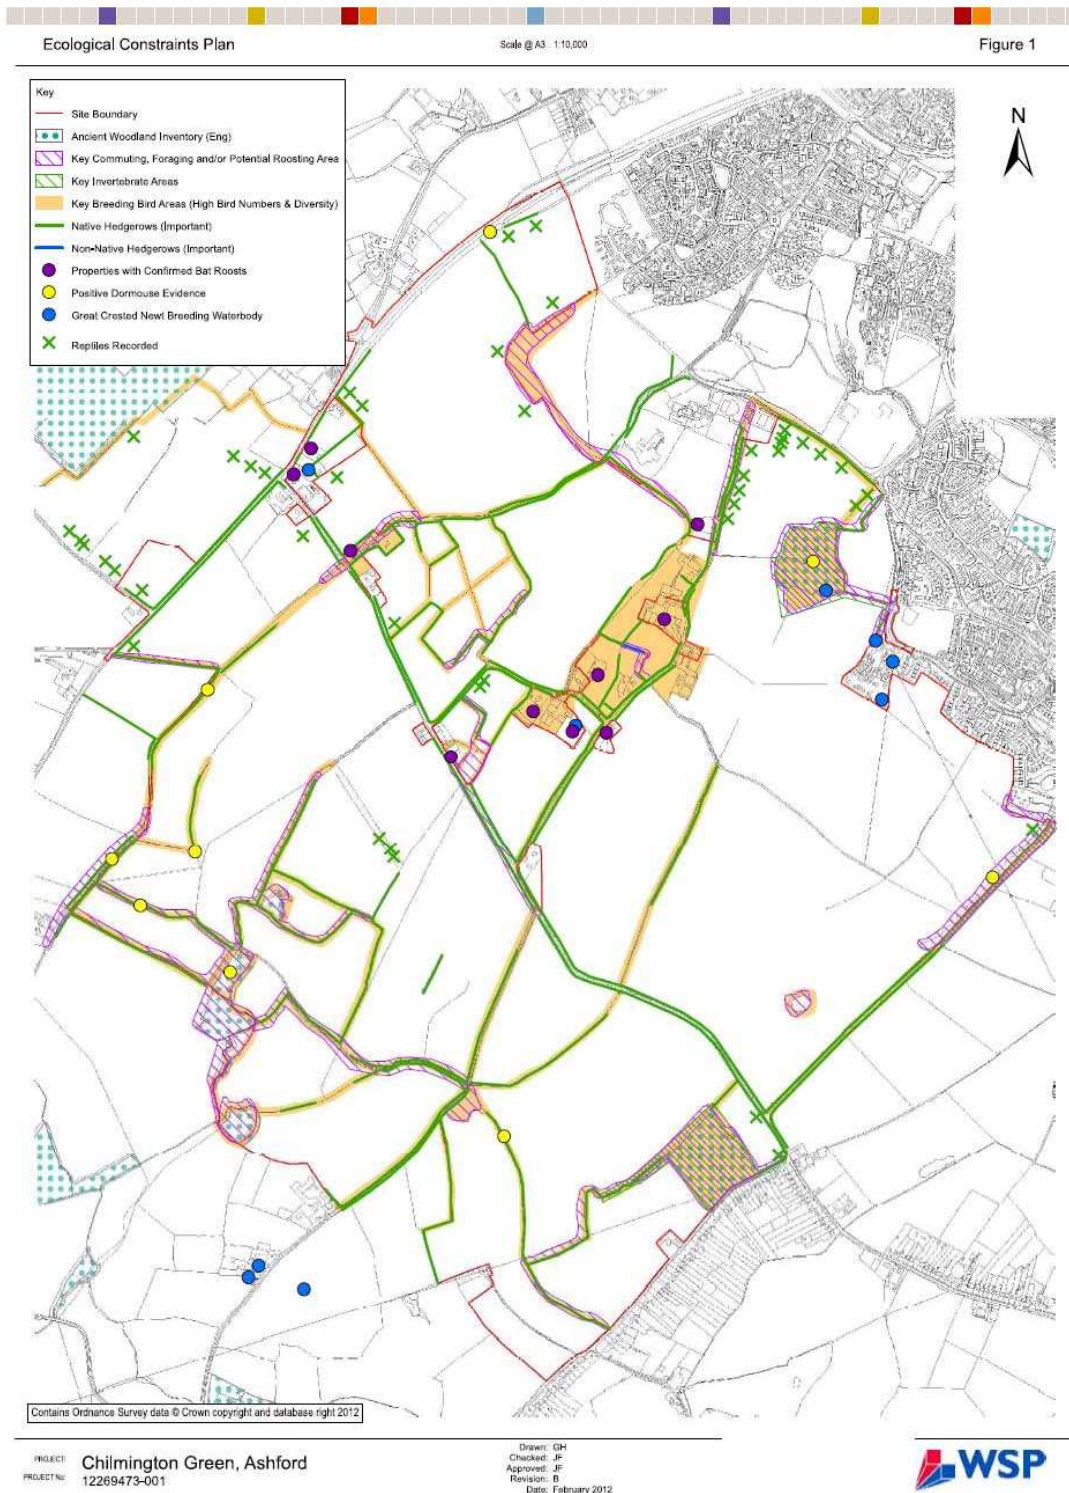 Ecological Constraints Plan
Scale @ A3 1:10,000
Figure 1
Key
Site Boundary
Ancient Woodland Inventory (Eng)
Key Commuting, Foraging and/or Potential Roosting Area
Key Invertebrate Areas
Key Breeding Bird Areas (High Bird Numbers & Diversity)
Native Hedgerows (Important)
Non-Native Hedgerows (Important)
Properties with Confirmed Bat Roosts
Positive Dormouse Evidence
Great Crested Newt Breeding Waterbody
Reptiles Recorded
N
Contains Ordnance Survey data © Crown copyright and database right 2012
PROJECT: Chilmington Green, Ashford
PROJECT No: 12269473-001
Drawn: GH
Checked: JF
Approved: JF
Revision: B
Date: February 2012
WSP